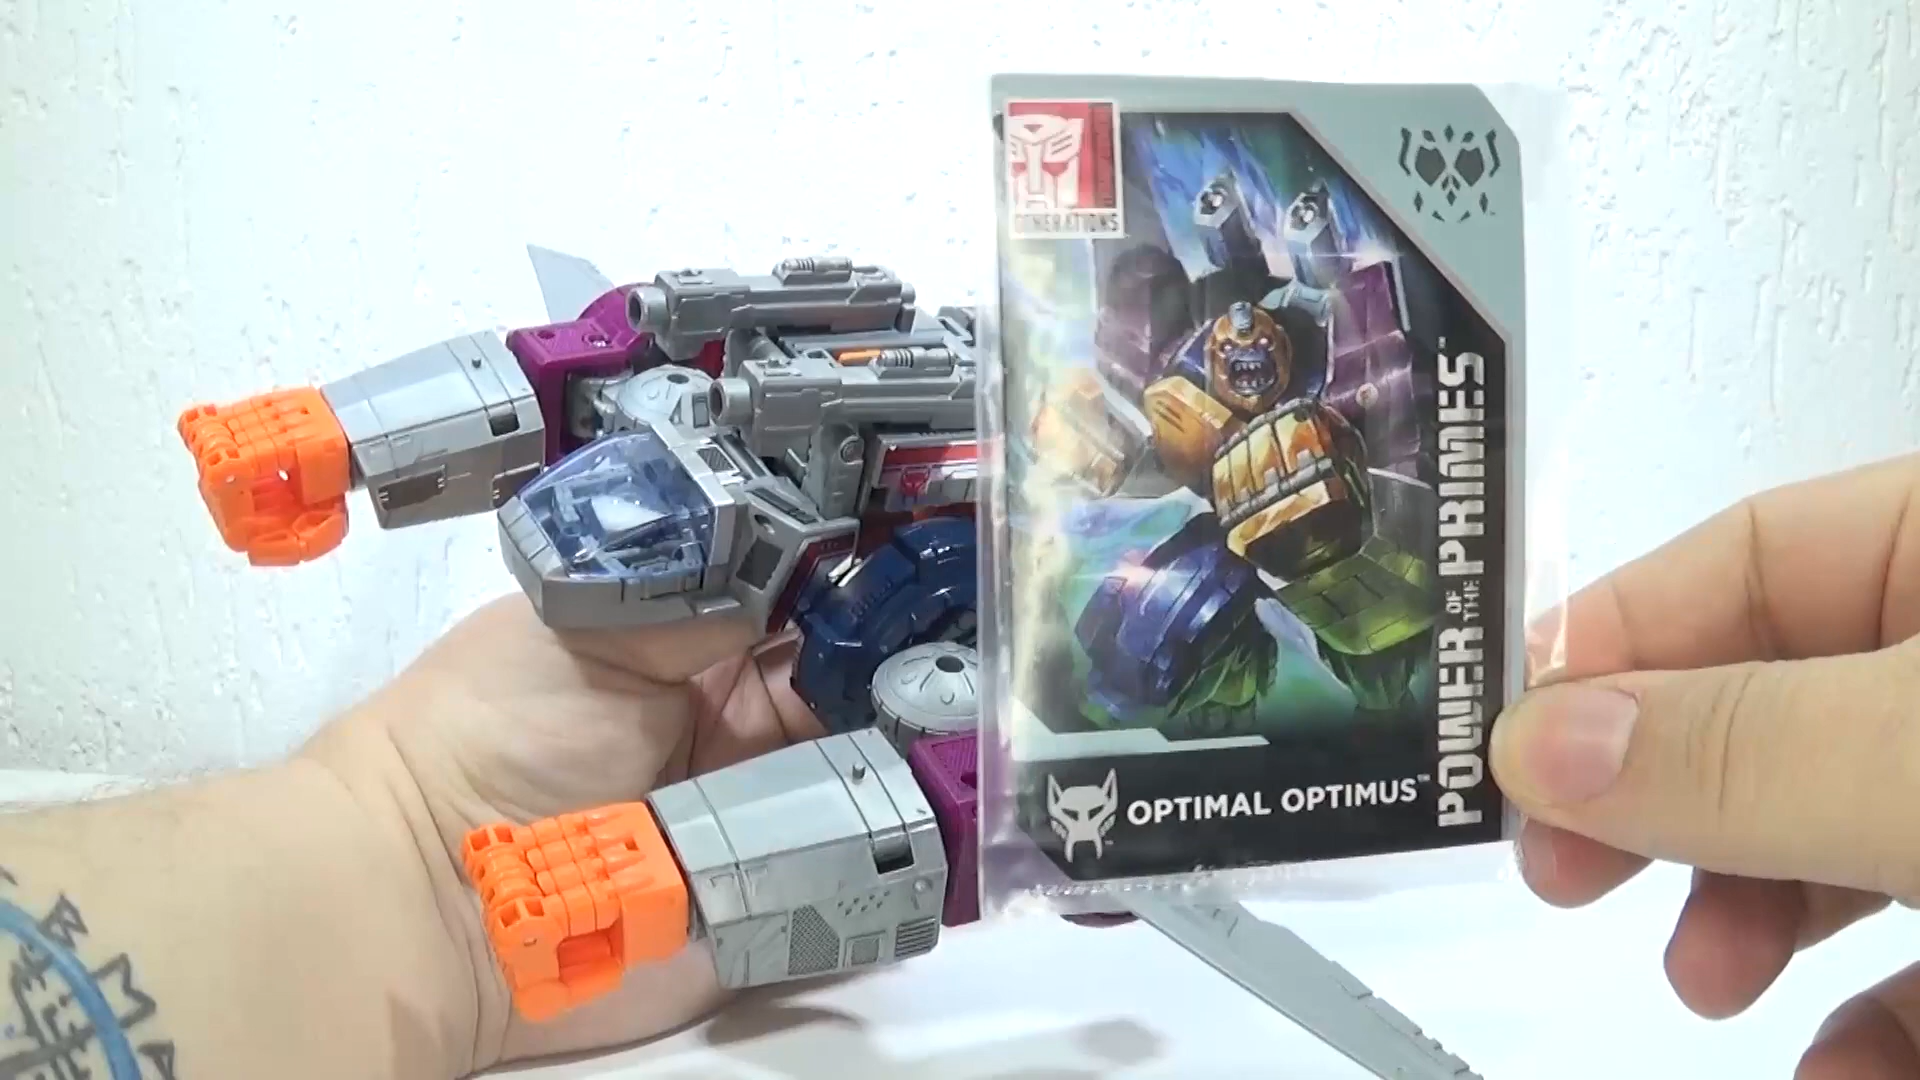 GENERATIONS
OPTIMAL OPTIMUS™
POWER OF THE PRIMES™